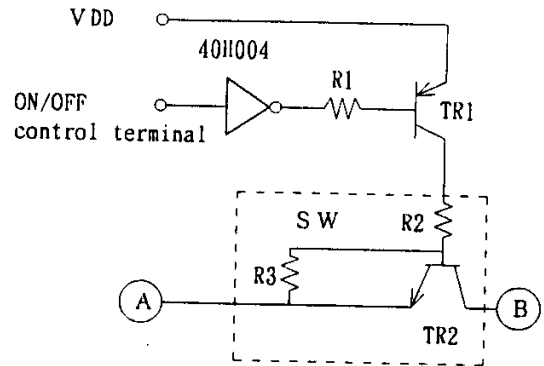 VDD
40H004
R1
ON/OFF
control terminal
TR1
SW
R2
R3
A
B
TR2